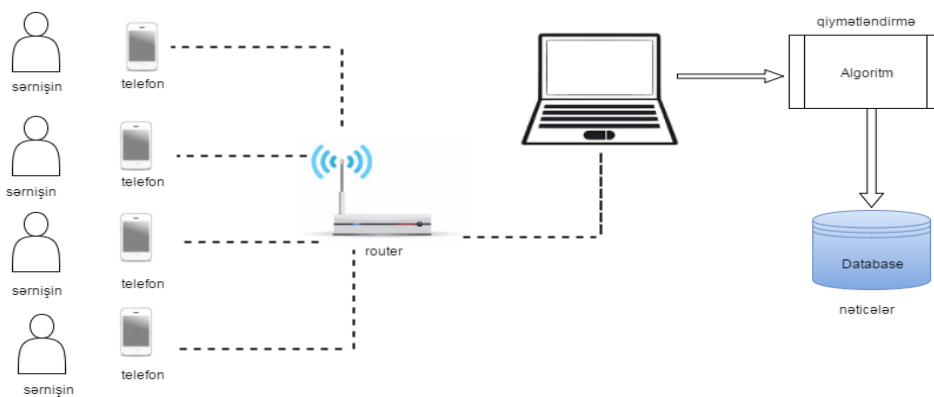 qiymətləndirmə
sərnişin
telefon
Algoritm
sərnişin
telefon
router
sərnişin
telefon
Database
nəticələr
sərnişin
telefon